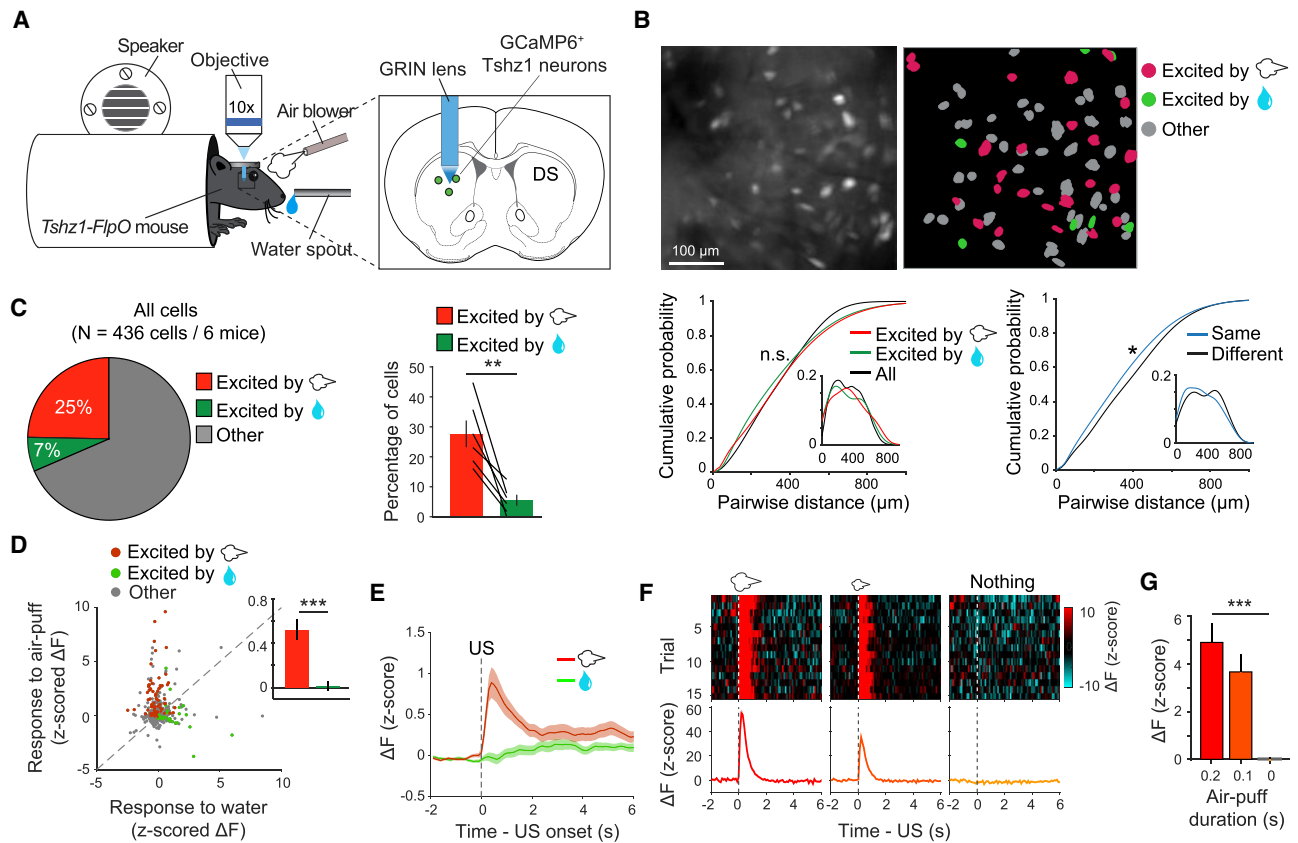 A
Speaker
Objective
10x
Air blower
Tshz1-FlpO mouse
Water spout
GRIN lens
GCaMP6+
Tshz1 neurons
DS
B
100 µm
Excited by
Excited by
Other
Cumulative probability
1
0.8
0.6
0.4
0.2
0
n.s.
Excited by
Excited by
All
0.2
0
0 400 800
0 400 800
Pairwise distance (µm)
Cumulative probability
1
0.8
0.6
0.4
0.2
0
*
Same
Different
0.2
0
0 400 800
0 400 800
Pairwise distance (µm)
C
All cells
(N = 436 cells / 6 mice)
25%
7%
Excited by
Excited by
Other
Excited by
Excited by
**
Percentage of cells
50
40
30
20
10
0
D
Excited by
Excited by
Other
Response to air-puff
(z-scored ΔF)
10
5
0
-5
-5 0 5 10
Response to water
(z-scored ΔF)
0.8
0.4
0
***
E
US
ΔF (z-score)
1.5
1.0
0.5
0
-0.5
-2 0 2 4 6
Time - US onset (s)
F
Nothing
Trial
5
10
15
10
-10
ΔF (z-score)
ΔF (z-score)
60
40
20
0
-2 0 2 4 6
-2 0 2 4 6
-2 0 2 4 6
Time - US (s)
G
***
ΔF (z-score)
6
4
2
0
0.2 0.1 0
Air-puff
duration (s)